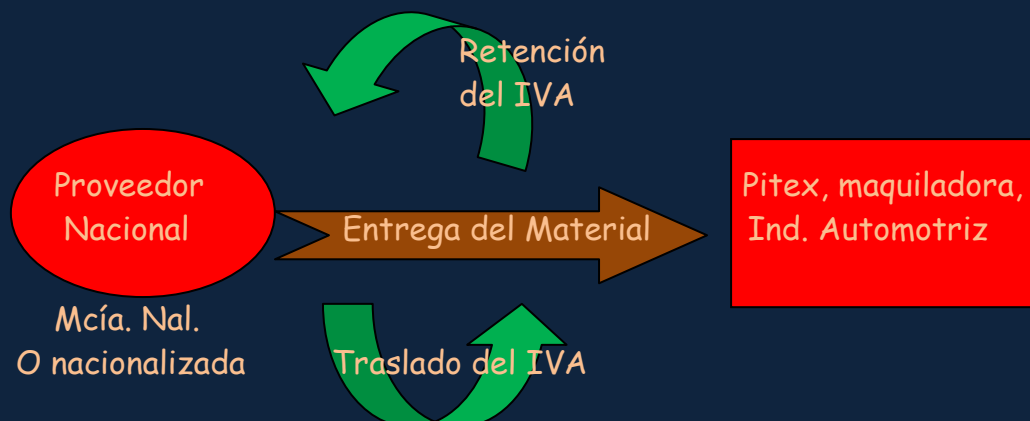 Retención
del IVA
Proveedor
Nacional
Entrega del Material
Pitex, maquiladora,
Ind. Automotriz
Mcía. Nal.
O nacionalizada
Traslado del IVA